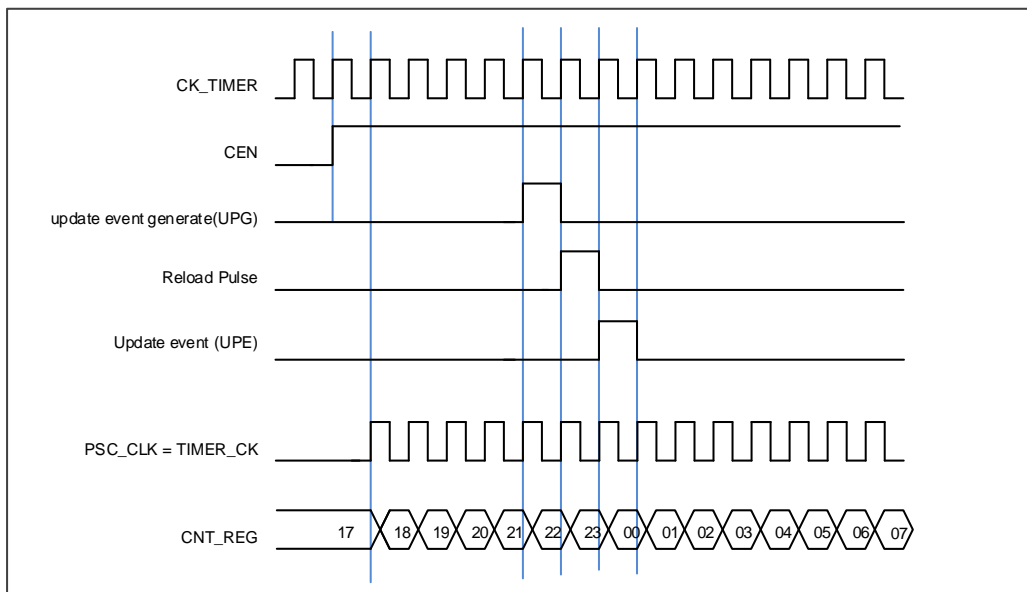 CK_TIMER
CEN
update event generate(UPG)
Reload Pulse
Update event (UPE)
PSC_CLK = TIMER_CK
CNT_REG 17 18 19 20 21 22 23 00 01 02 03 04 05 06 07